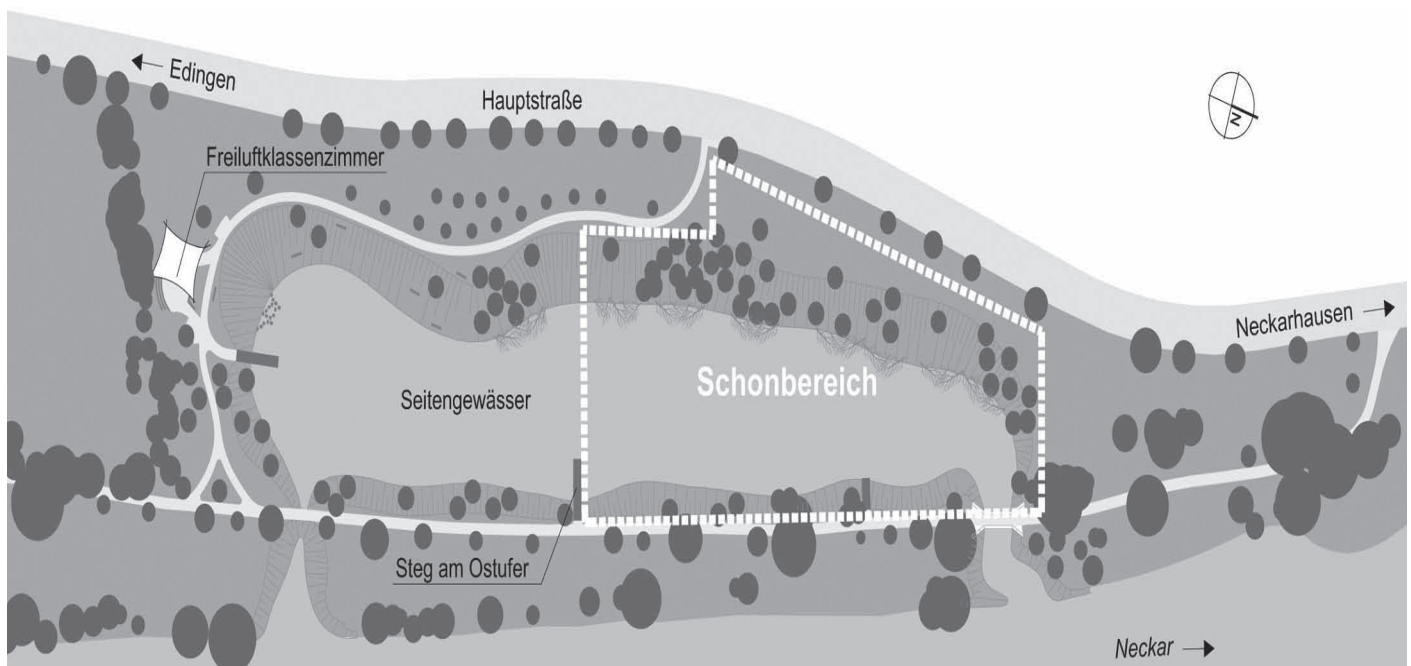 ← Edingen
Hauptstraße
N
Freiluftklassenzimmer
Neckarhausen →
Schonbereich
Seitengewässer
Steg am Ostufer
Neckar →